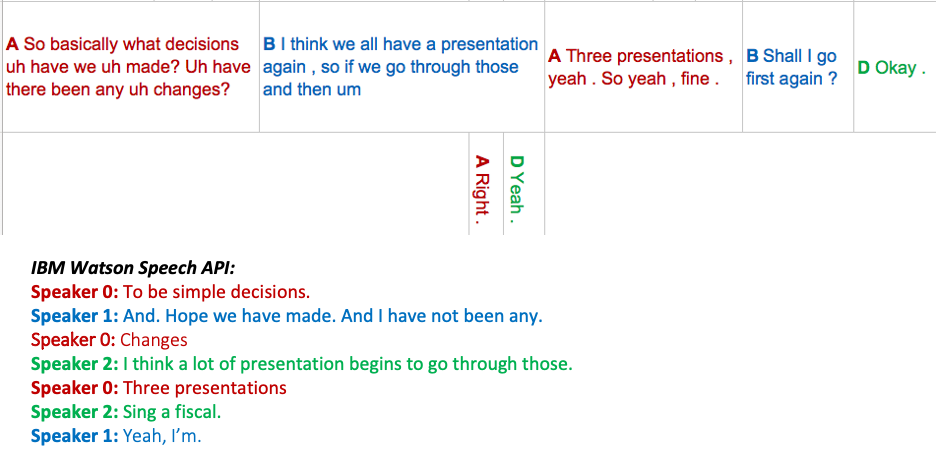 A So basically what decisions
uh have we uh made? Uh have
there been any uh changes?
B I think we all have a presentation
again , so if we go through those
and then um
A Three presentations ,
yeah . So yeah , fine .
B Shall I go
first again ?
D Okay .
A Right .
D Yeah .
IBM Watson Speech API:
Speaker 0: To be simple decisions.
Speaker 1: And. Hope we have made. And I have not been any.
Speaker 0: Changes
Speaker 2: I think a lot of presentation begins to go through those.
Speaker 0: Three presentations
Speaker 2: Sing a fiscal.
Speaker 1: Yeah, I’m.